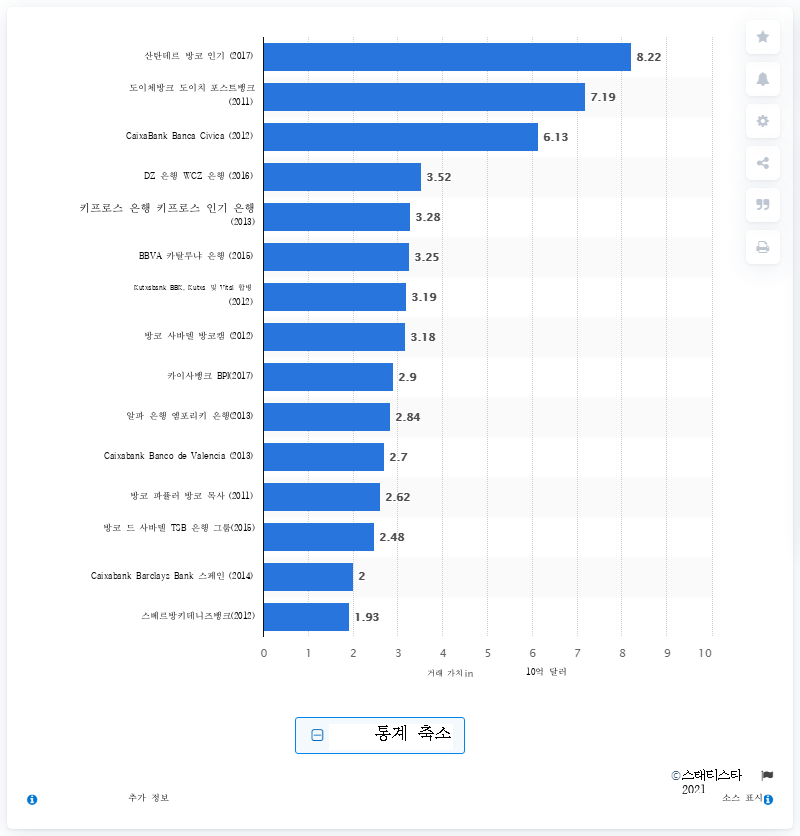 산탄데르 방코 인기 (2017)
8.22
도이체방크 도이치 포스트뱅크
(2011)
7.19
CaixaBank Banca Civica (2012)
6.13
DZ 은행 WCZ 은행 (2016)
3.52
키프로스 은행 키프로스 인기 은행
(2013)
3.28
BBVA 카탈루냐 은행 (2015)
3.25
Kutxabank BBK, Kutxa 및 Vital 합병
(2012)
3.19
방코 사바델 방코캠 (2012)
3.18
카이샤뱅크 BPI(2017)
2.9
알파 은행 엠포리키 은행(2013)
2.84
Caixabank Banco de Valencia (2013)
2.7
방코 파퓰러 방코 목사 (2011)
2.62
방코 드 사바델 TSB 은행 그룹(2015)
2.48
Caixabank Barclays Bank 스페인 (2014)
2
스베르방키데니즈뱅크(2012)
1.93
0 1 2 3 4 5 6 7 8 9 10
거래 가치in 10억 달러
통계 축소
©스태티스타
2021
추가 정보
소스 표시